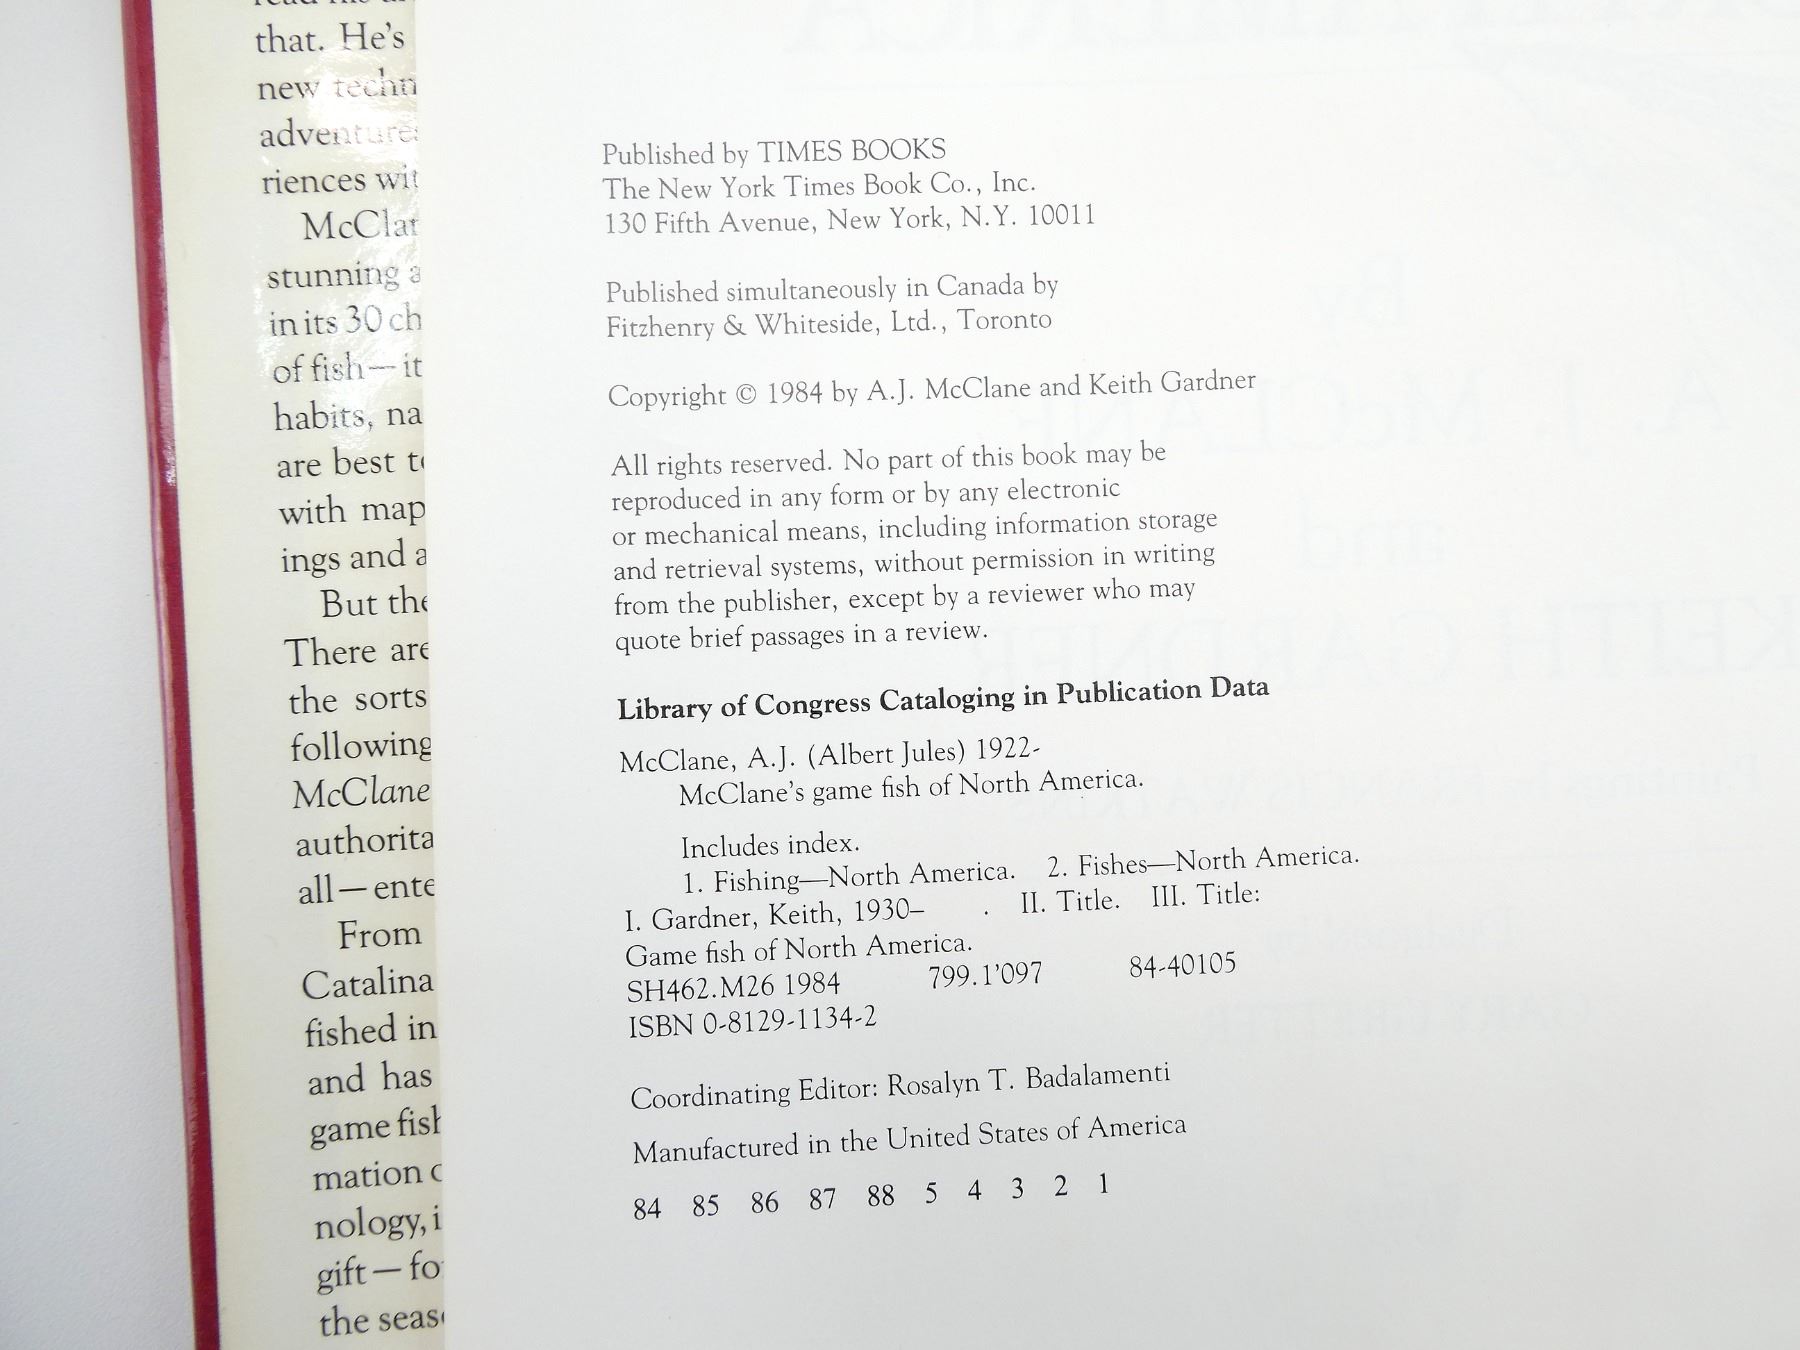 that. He's
new techn
riences wit
McClan
stunning a
in its 30 ch
of fish—it
habits, na
are best to
with map
ings and a
But the
There are
the sorts
following
McClane
authorita
all—ente
From
Catalina
fished in
and has
game fish
mation o
nology, i
gift—fo
the seas
Published by TIMES BOOKS
The New York Times Book Co., Inc.
130 Fifth Avenue, New York, N.Y. 10011
Published simultaneously in Canada by
Fitzhenry & Whiteside, Ltd., Toronto
Copyright © 1984 by A.J. McClane and Keith Gardner
All rights reserved. No part of this book may be
reproduced in any form or by any electronic
or mechanical means, including information storage
and retrieval systems, without permission in writing
from the publisher, except by a reviewer who may
quote brief passages in a review.
Library of Congress Cataloging in Publication Data
McClane, A.J. (Albert Jules) 1922-
McClane's game fish of North America.
Includes index.
1. Fishing—North America. 2. Fishes—North America.
I. Gardner, Keith, 1930– . II. Title. III. Title:
Game fish of North America.
SH462.M26 1984 799.1'097 84-40105
ISBN 0-8129-1134-2
Coordinating Editor: Rosalyn T. Badalamenti
Manufactured in the United States of America
84 85 86 87 88 5 4 3 2 1